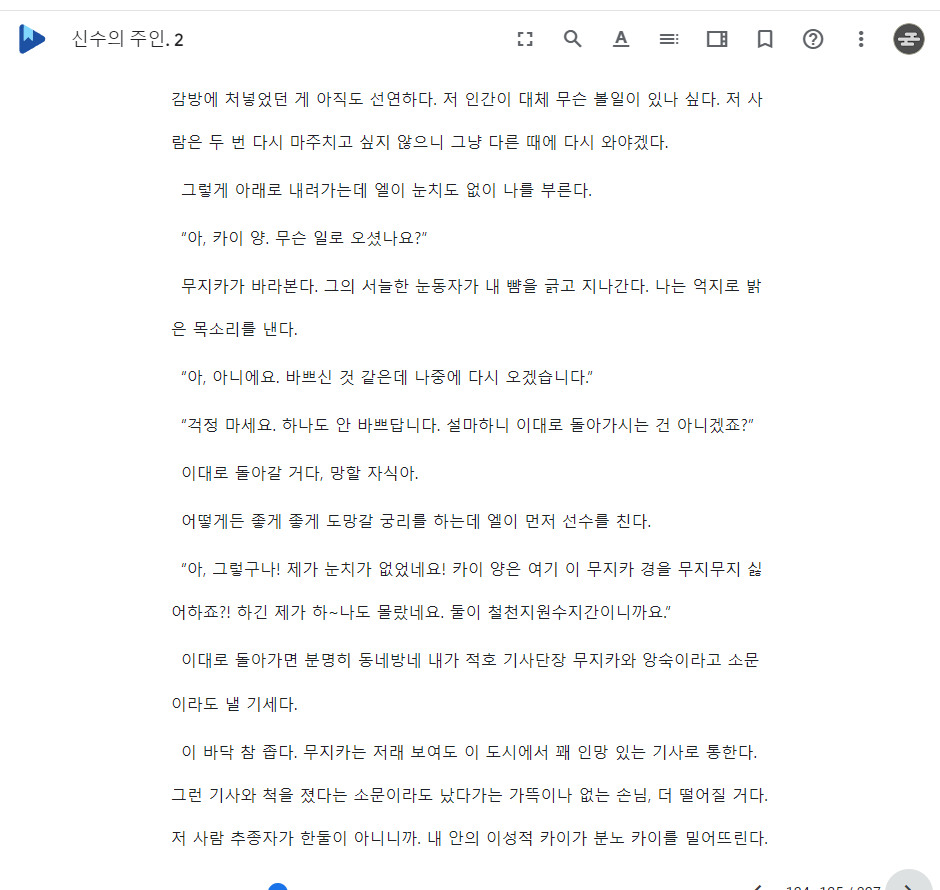 신수의 주인. 2
감방에 처넣었던 게 아직도 선연하다. 저 인간이 대체 무슨 볼일이 있나 싶다. 저 사
람은 두 번 다시 마주치고 싶지 않으니 그냥 다른 때에 다시 와야겠다.
그렇게 아래로 내려가는데 엘이 눈치도 없이 나를 부른다.
“아, 카이 양. 무슨 일로 오셨나요?”
무지카가 바라본다. 그의 서늘한 눈동자가 내 뺨을 긁고 지나간다. 나는 억지로 밝
은 목소리를 낸다.
“아, 아니에요. 바쁘신 것 같은데 나중에 다시 오겠습니다.”
“걱정 마세요. 하나도 안 바쁘답니다. 설마하니 이대로 돌아가시는 건 아니겠죠?”
이대로 돌아갈 거다, 망할 자식아.
어떻게든 좋게 좋게 도망갈 궁리를 하는데 엘이 먼저 선수를 친다.
“아, 그렇구나! 제가 눈치가 없었네요! 카이 양은 여기 이 무지카 경을 무지무지 싫
어하죠?! 하긴 제가 하~나도 몰랐네요. 둘이 철천지원수지간이니까요.”
이대로 돌아가면 분명히 동네방네 내가 적호 기사단장 무지카와 앙숙이라고 소문
이라도 낼 기세다.
이 바닥 참 좁다. 무지카는 저래 보여도 이 도시에서 꽤 인망 있는 기사로 통한다.
그런 기사와 척을 졌다는 소문이라도 났다가는 가뜩이나 없는 손님, 더 떨어질 거다.
저 사람 추종자가 한둘이 아니니까. 내 안의 이성적 카이가 분노 카이를 밀어뜨린다.